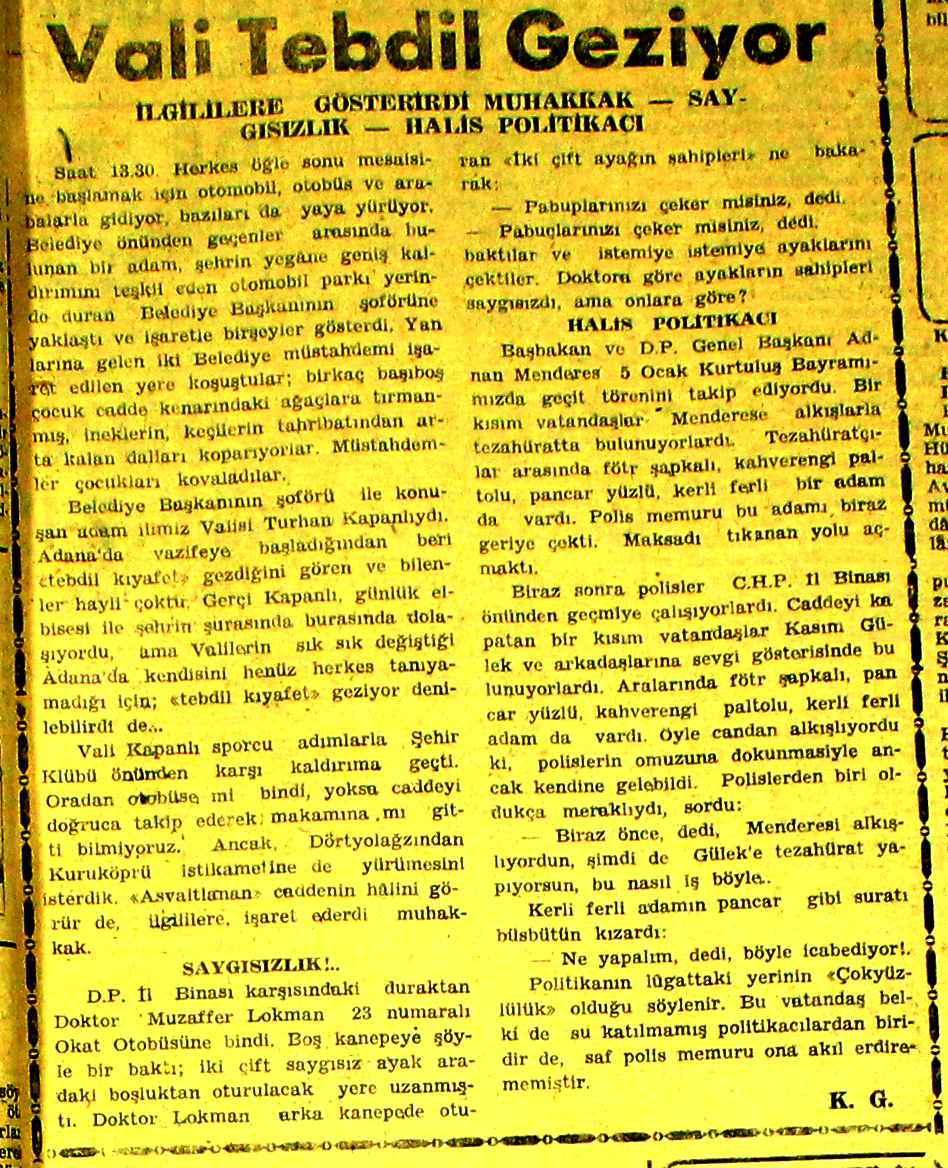 Vali Tebdil Geziyor
İLGİLİLERE GÖSTERİRDİ MUHAKKAK — SAY-
GISIZLIK — HALİS POLİTİKACI
Saat 13.30. Herkes öğle sonu mesaisi-
ne başlamak için otomobil, otobüs ve ara-
balarla gidiyor, bazıları da yaya yürüyor.
Belediye önünden geçenler arasında bu-
lunan bir adam, şehrin yegâne geniş kal-
dırımını teşkil eden otomobil parkı yerin-
de duran Belediye Başkanının şoförüne
yaklaştı ve işaretle birşeyler gösterdi. Yan
larına gelen iki Belediye müstahdemi işa-
ret edilen yere koşuştular; birkaç başıboş
çocuk cadde kenarındaki ağaçlara tırman-
mış, ineklerin, keçilerin tahribatından ar-
ta kalan dalları koparıyorlar. Müstahdem-
ler çocukları kovaladılar.
Belediye Başkanının şoförü ile konu-
şan adam ilimiz Valisi Turhan Kapanlıydı.
Adana'da vazifeye başladığından beri
«tebdil kıyafet» gezdiğini gören ve bilen-
ler hayli çoktu. Gerçi Kapanlı, günlük el-
bisesi ile şehrin şurasında burasında dola-
şıyordu, ama Valilerin sık sık değiştiği
Adana'da kendisini henüz herkes tanıya-
madığı için; «tebdil kıyafet» geziyor deni-
lebilirdi de...
Vali Kapanlı sporcu adımlarla Şehir
Klübü önünden karşı kaldırıma geçti.
Oradan otobüse mi bindi, yoksa caddeyi
doğruca takip ederek, makamına mı git-
ti bilmiyoruz. Ancak, Dörtyolağzından
Kuruköprü istikametine de yürümesini
isterdik. «Asvaltlanan» caddenin hâlini gö-
rür de, ilgililere, işaret ederdi muhak-
kak.
SAYGISIZLIK!..
D.P. İl Binası karşısındaki duraktan
Doktor Muzaffer Lokman 23 numaralı
Okat Otobüsüne bindi. Boş kanepeye şöy-
le bir baktı; iki çift saygısız ayak ara-
daki boşluktan oturulacak yere uzanmış-
tı. Doktor Lokman arka kanepede otu-
ran «İki çift ayağın sahipleri» ne baka-
rak:
— Pabuplarınızı çeker misiniz, dedi.
— Pabuçlarınızı çeker misiniz, dedi.
baktılar ve istemiye istemiye ayaklarını
çektiler. Doktora göre ayakların sahipleri
saygısızdı, ama onlara göre?
HALİS POLİTİKACI
Başbakan ve D.P. Genel Başkanı Ad-
nan Menderes 5 Ocak Kurtuluş Bayramı-
mızda geçit törenini takip ediyordu. Bir
kısım vatandaşlar Menderese alkışlarla
tezahüratta bulunuyorlardı. Tezahüratçı-
lar arasında fötr şapkalı, kahverengi pal-
tolu, pancar yüzlü, kerli ferli bir adam
da vardı. Polis memuru bu adamı biraz
geriye çekti. Maksadı tıkanan yolu aç-
maktı.
Biraz sonra polisler C.H.P. İl Binası
önünden geçmiye çalışıyorlardı. Caddeyi ka
patan bir kısım vatandaşlar Kasım Gü-
lek ve arkadaşlarına sevgi gösterisinde bu
lunuyorlardı. Aralarında fötr şapkalı, pan
car yüzlü, kahverengi paltolu, kerli ferli
adam da vardı. Öyle candan alkışlıyordu
ki, polislerin omuzuna dokunmasiyle an-
cak kendine gelebildi. Polislerden biri ol-
dukça meraklıydı, sordu:
— Biraz önce, dedi, Menderesi alkış-
lıyordun, şimdi de Gülek'e tezahürat ya-
pıyorsun, bu nasıl iş böyle..
Kerli ferli adamın pancar gibi suratı
büsbütün kızardı:
— Ne yapalım, dedi, böyle icabediyor!.
Politikanın lûgattaki yerinin «Çokyüz-
lülük» olduğu söylenir. Bu vatandaş bel-
ki de su katılmamış politikacılardan biri-
dir de, saf polis memuru ona akıl erdire-
memiştir.
K. G.